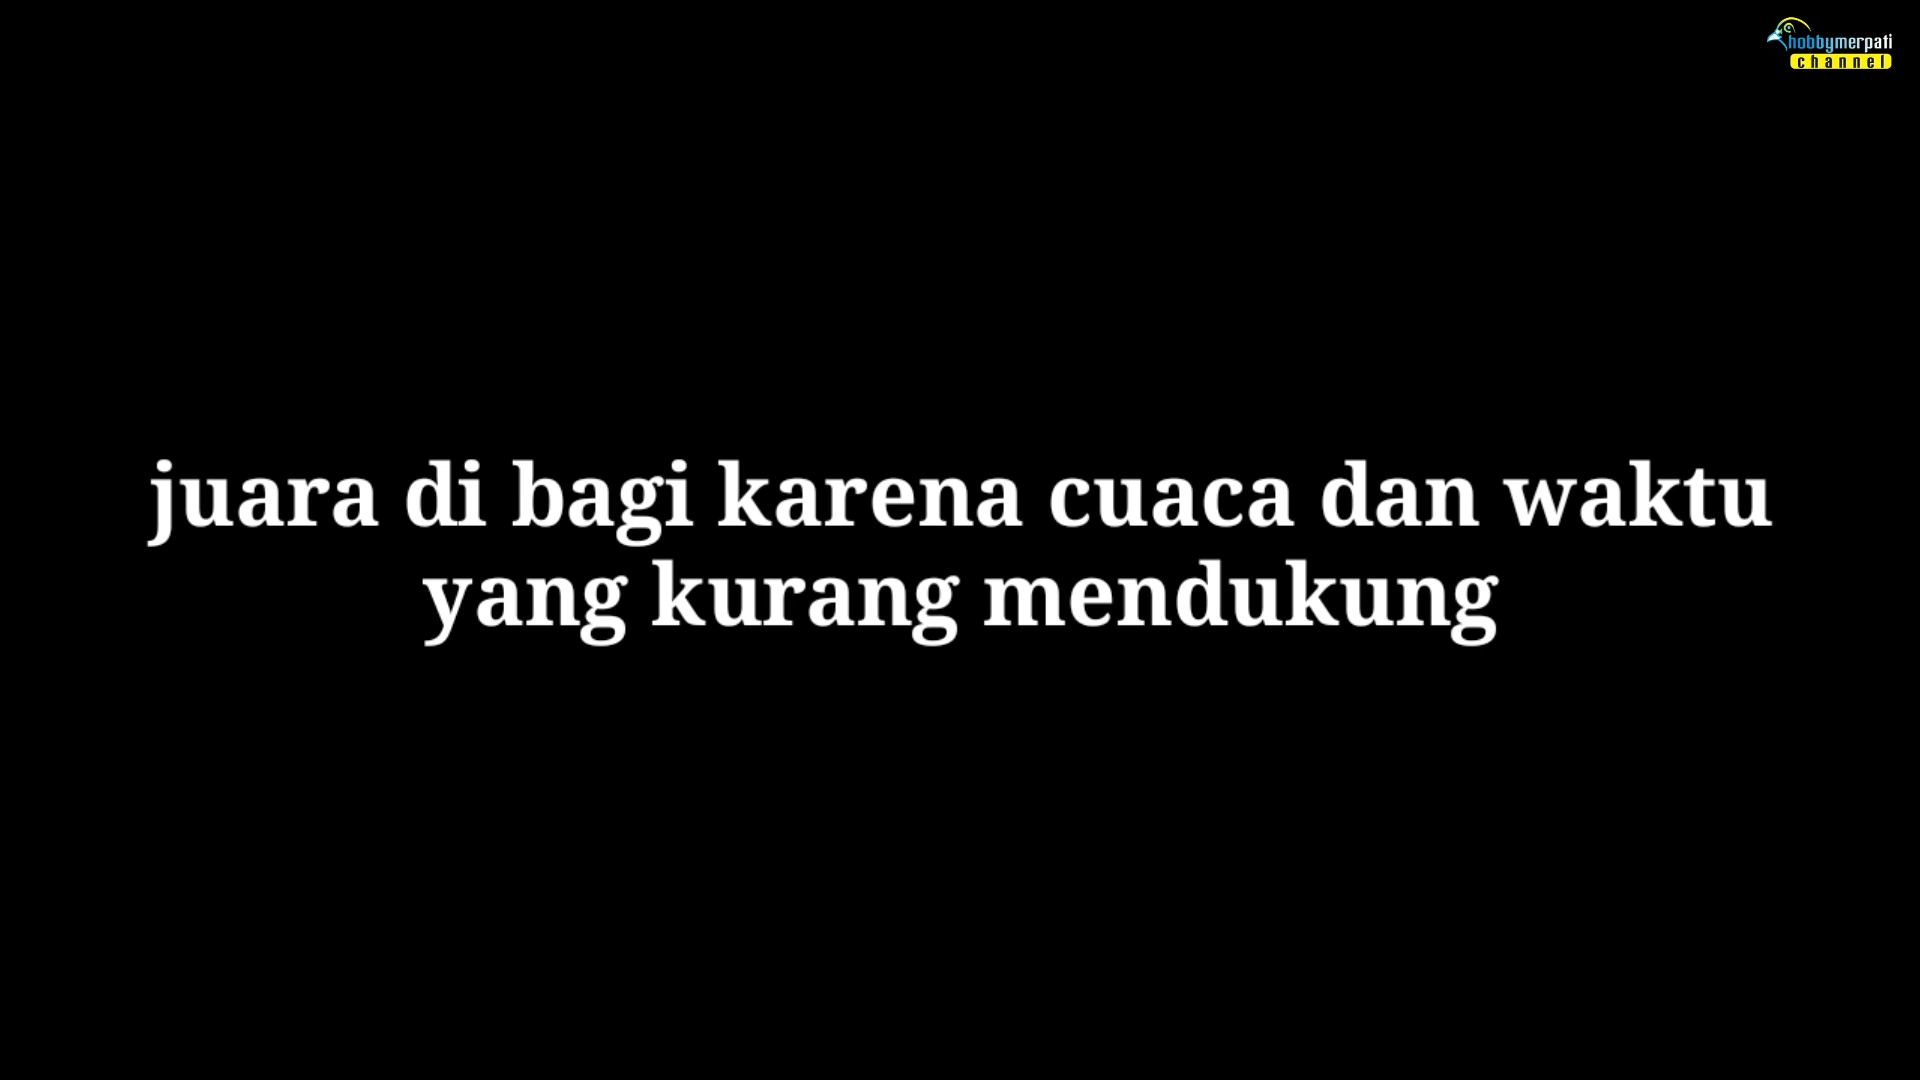 hobbymerpati
channel
juara di bagi karena cuaca dan waktu
yang kurang mendukung